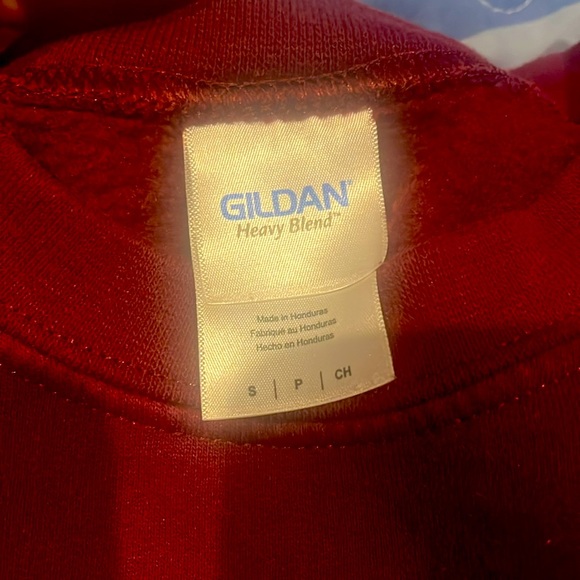 GILDAN®
Heavy Blend™
Made in Honduras
Fabriqué au Honduras
Hecho en Honduras
S | P | CH